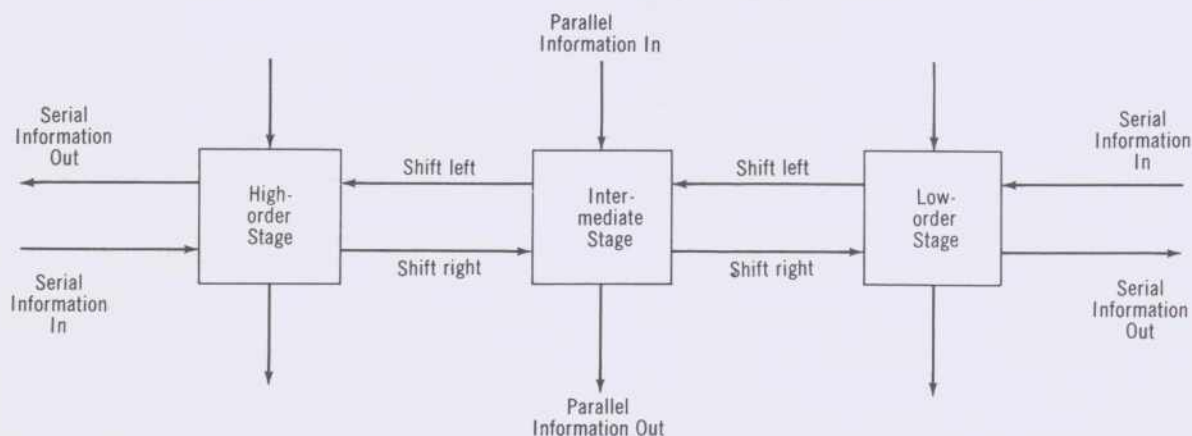 Parallel
Information In
Serial
Information
Out
Serial
Information
In
Shift left
Shift left
High-
order
Stage
Inter-
mediate
Stage
Low-
order
Stage
Shift right
Shift right
Serial
Information
In
Serial
Information
Out
Parallel
Information Out